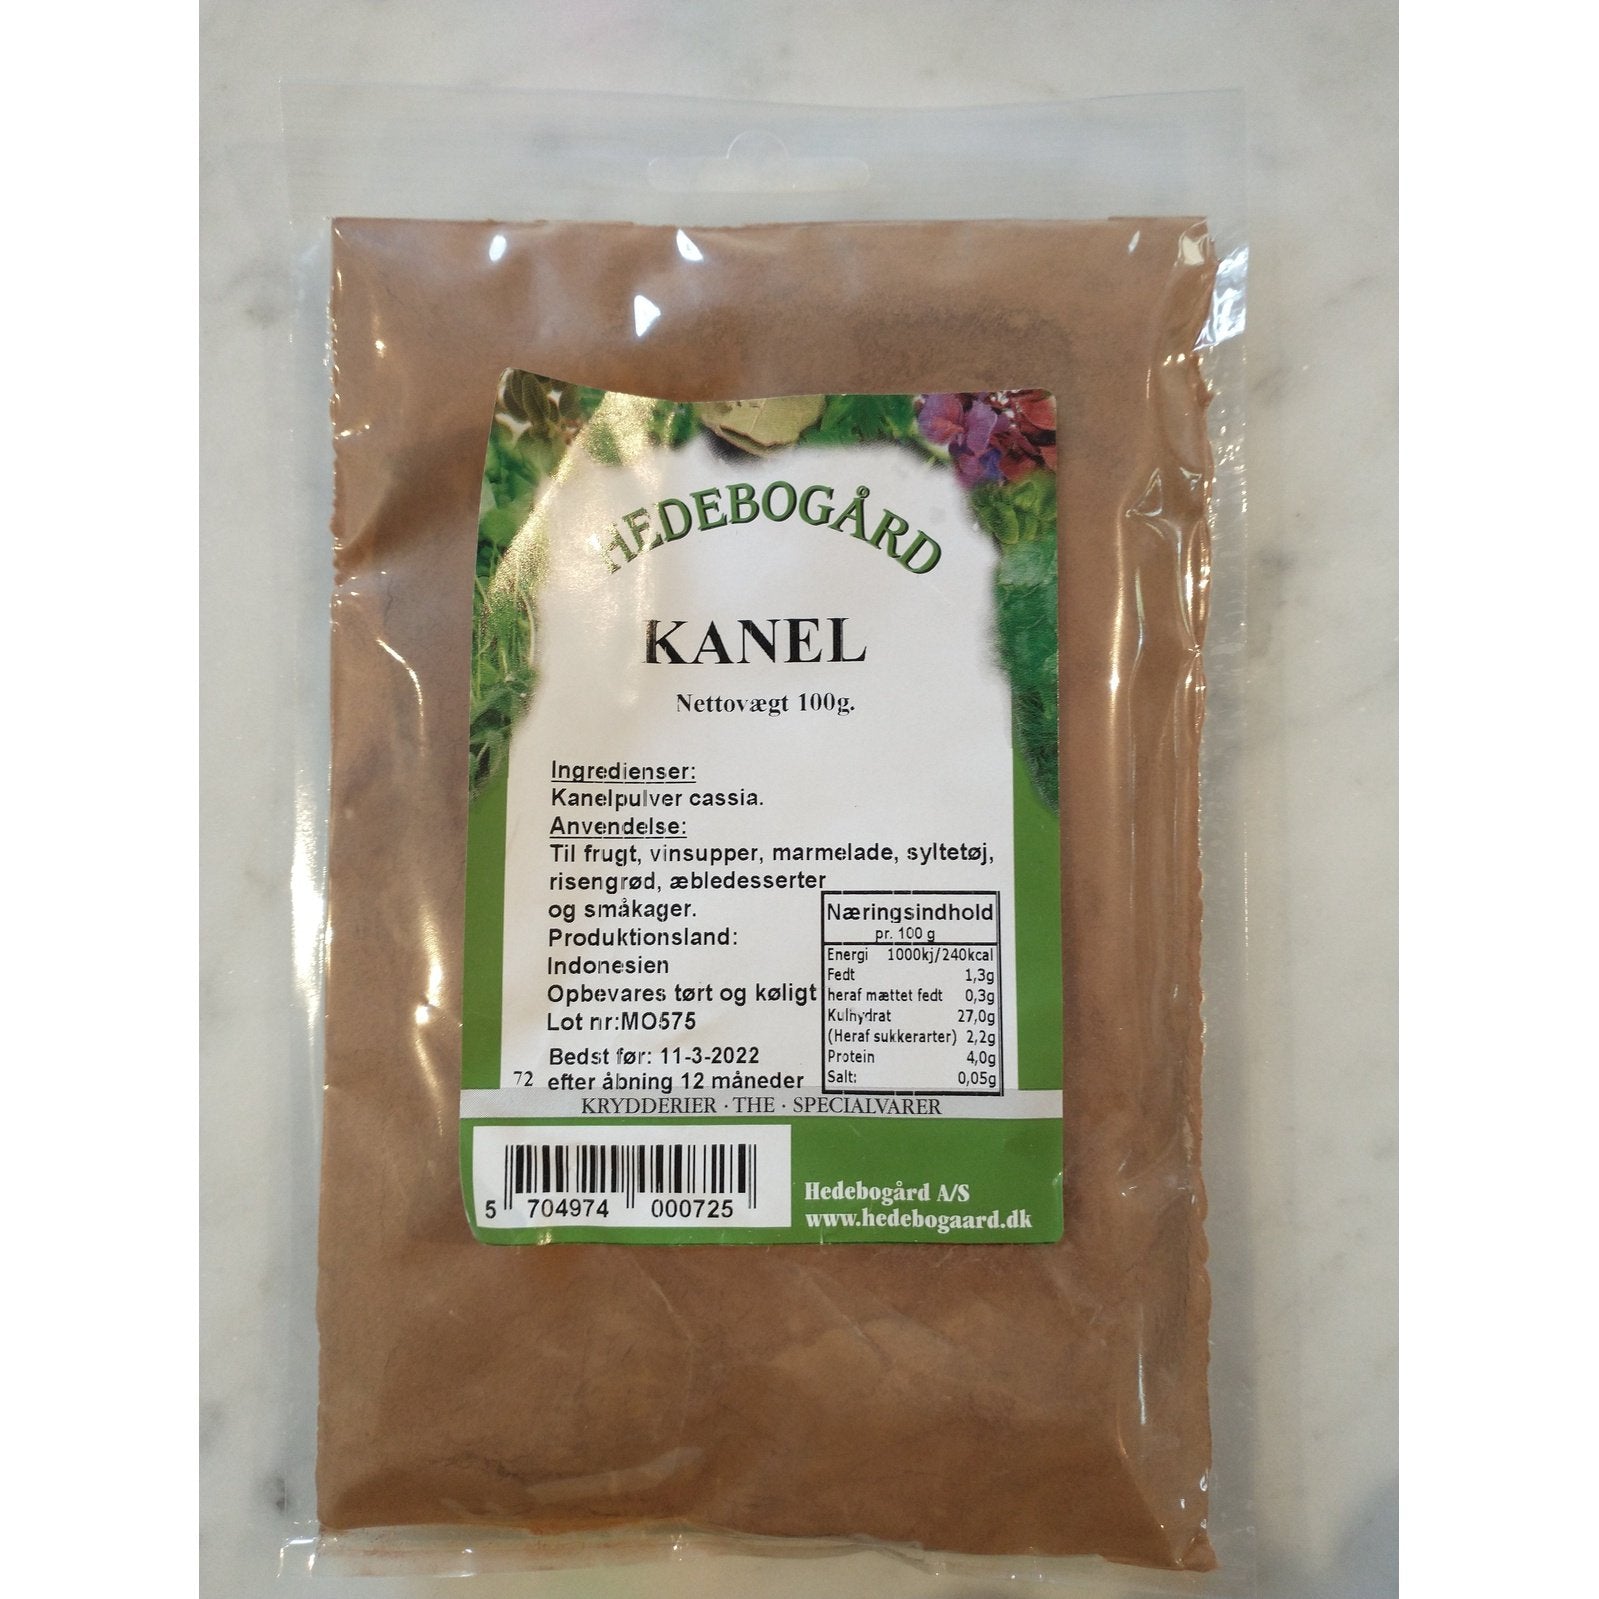 HEDEBOGÅRD
KANEL
Nettovægt 100g.
Ingredienser:
Kanelpulver cassia.
Anvendelse:
Til frugt, vinsupper, marmelade, syltetøj,
risengrød, æbledesserter
og småkager.
Produktionsland:
Indonesien
Opbevares tørt og køligt
Lot nr:MO575
Bedst før: 11-3-2022
72 efter åbning 12 måneder
Næringsindhold
pr. 100 g
Energi 1000kj/240kcal
Fedt 1,3g
heraf mættet fedt 0,3g
Kulhydrat 27,0g
(Heraf sukkerarter) 2,2g
Protein 4,0g
Salt: 0,05g
KRYDDERIER · THE · SPECIALVARER
5 704974 000725
Hedebogård A/S
www.hedebogaard.dk